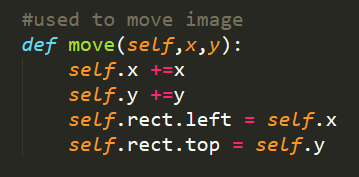 #used to move image
def move(self,x,y):
    self.x +=x
    self.y +=y
    self.rect.left = self.x
    self.rect.top = self.y